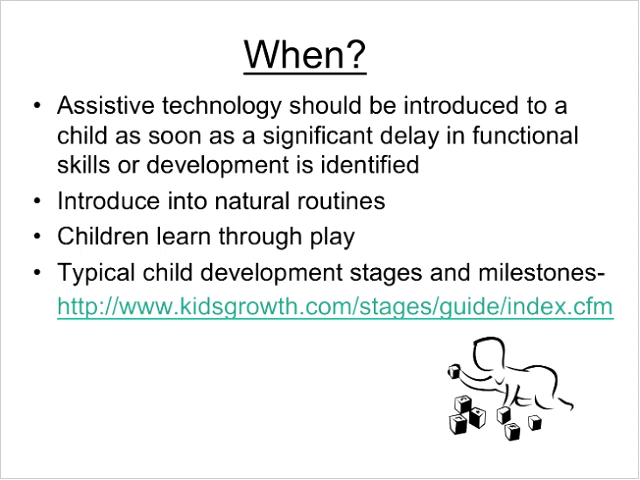 When?
• Assistive technology should be introduced to a
child as soon as a significant delay in functional
skills or development is identified
• Introduce into natural routines
• Children learn through play
• Typical child development stages and milestones-
http://www.kidsgrowth.com/stages/guide/index.cfm